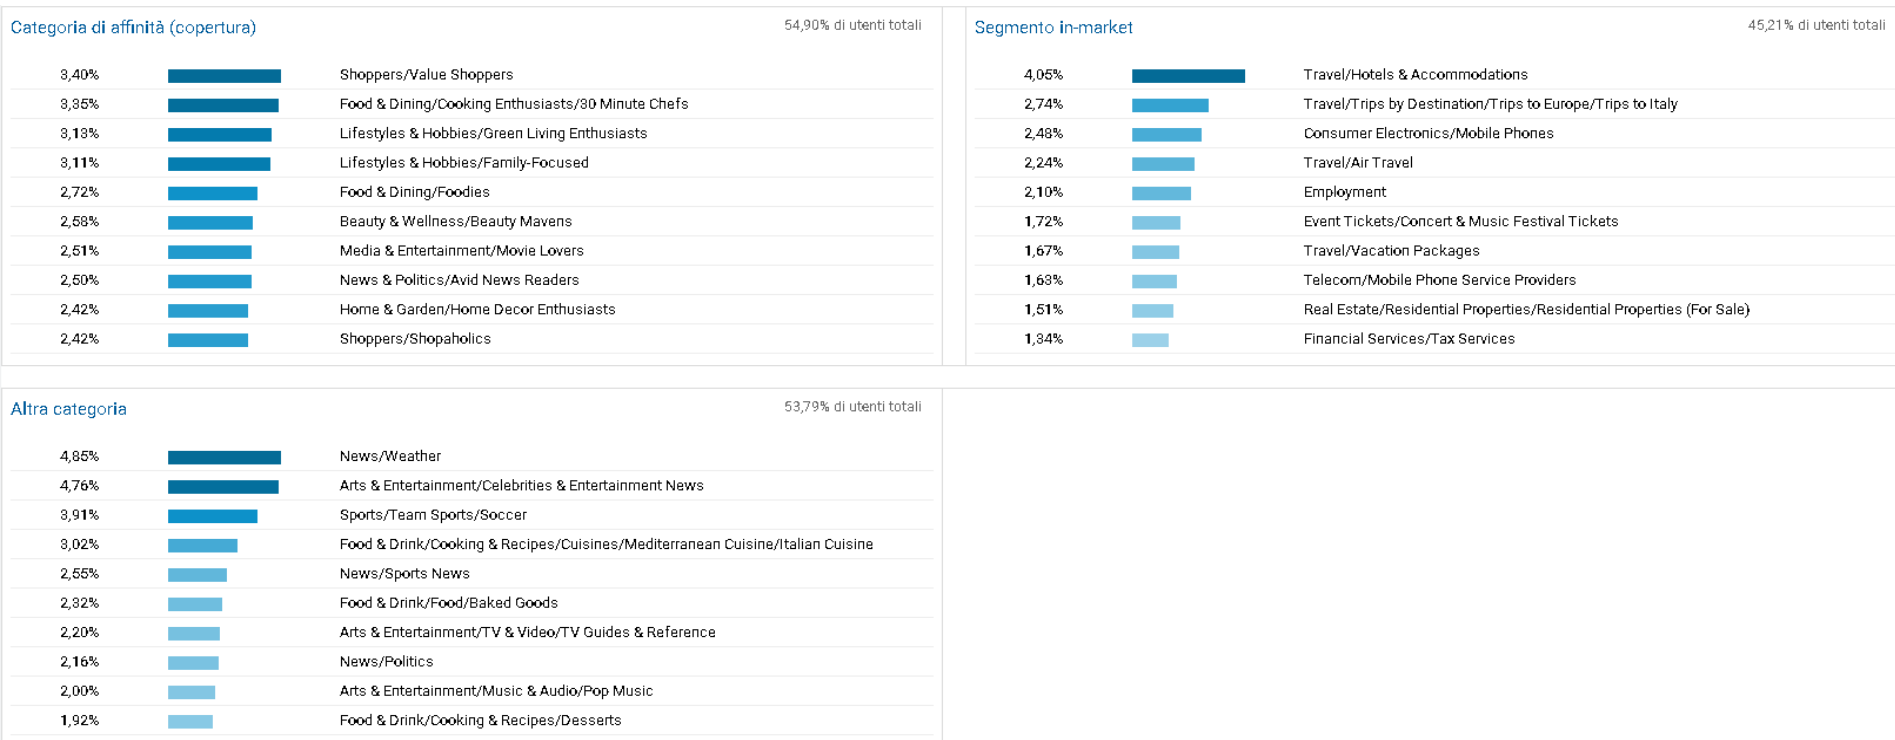 Categoria di affinità (copertura)
54,90% di utenti totali
3,40% Shoppers/Value Shoppers
3,35% Food & Dining/Cooking Enthusiasts/30 Minute Chefs
3,13% Lifestyles & Hobbies/Green Living Enthusiasts
3,11% Lifestyles & Hobbies/Family-Focused
2,72% Food & Dining/Foodies
2,58% Beauty & Wellness/Beauty Mavens
2,51% Media & Entertainment/Movie Lovers
2,50% News & Politics/Avid News Readers
2,42% Home & Garden/Home Decor Enthusiasts
2,42% Shoppers/Shopaholics
Segmento in-market
45,21% di utenti totali
4,05% Travel/Hotels & Accommodations
2,74% Travel/Trips by Destination/Trips to Europe/Trips to Italy
2,48% Consumer Electronics/Mobile Phones
2,24% Travel/Air Travel
2,10% Employment
1,72% Event Tickets/Concert & Music Festival Tickets
1,67% Travel/Vacation Packages
1,63% Telecom/Mobile Phone Service Providers
1,51% Real Estate/Residential Properties/Residential Properties (For Sale)
1,34% Financial Services/Tax Services
Altra categoria
53,79% di utenti totali
4,85% News/Weather
4,76% Arts & Entertainment/Celebrities & Entertainment News
3,91% Sports/Team Sports/Soccer
3,02% Food & Drink/Cooking & Recipes/Cuisines/Mediterranean Cuisine/Italian Cuisine
2,55% News/Sports News
2,32% Food & Drink/Food/Baked Goods
2,20% Arts & Entertainment/TV & Video/TV Guides & Reference
2,16% News/Politics
2,00% Arts & Entertainment/Music & Audio/Pop Music
1,92% Food & Drink/Cooking & Recipes/Desserts